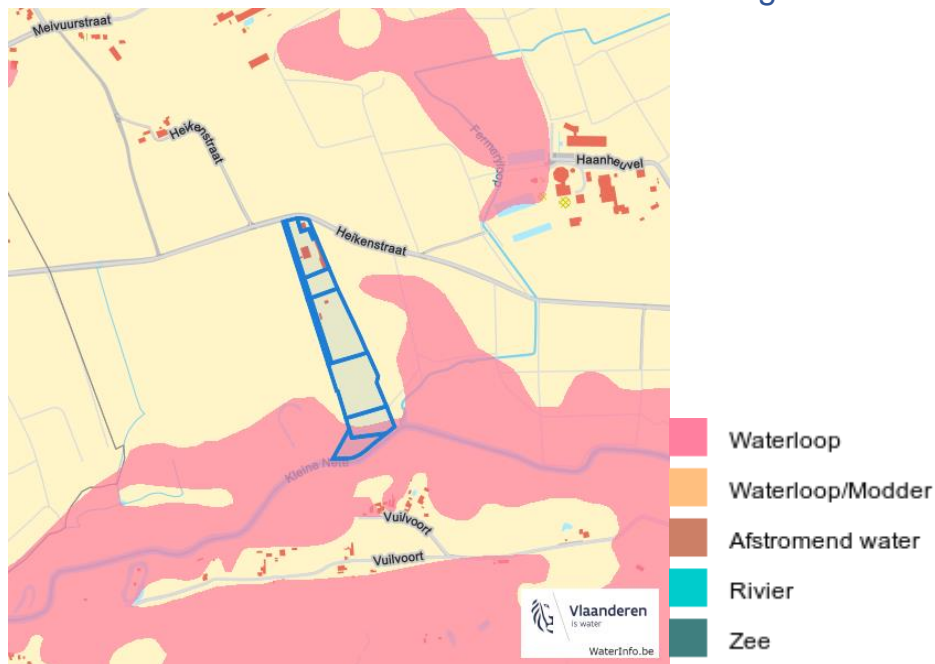 Melvuurstraat
Heikenstraat
Fermerijloop
Haanheuvel
Heikenstraat
Kleine Nete
Vuilvoort
Vuilvoort
Vlaanderen
is water
WaterInfo.be
Waterloop
Waterloop/Modder
Afstromend water
Rivier
Zee